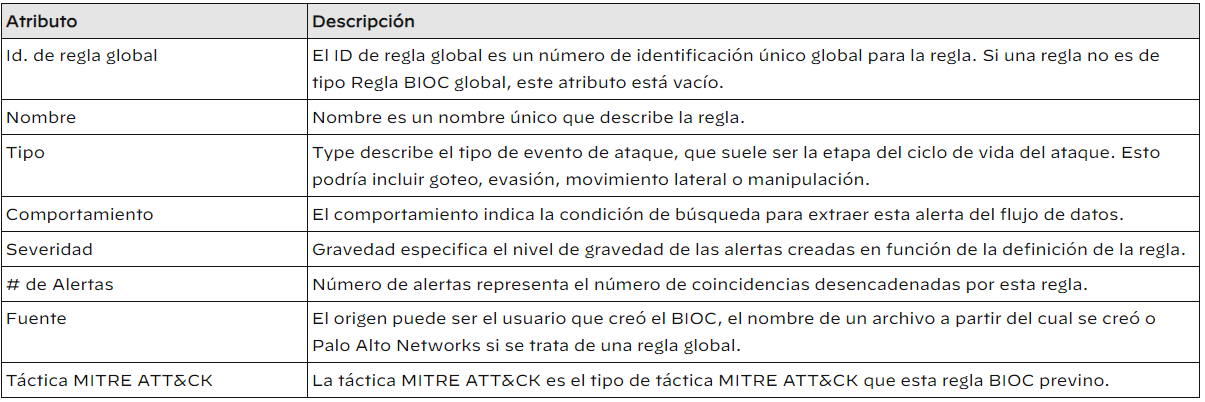 Atributo
Descripción
Id. de regla global
El ID de regla global es un número de identificación único global para la regla. Si una regla no es de
tipo Regla BIOC global, este atributo está vacío.
Nombre
Nombre es un nombre único que describe la regla.
Tipo
Type describe el tipo de evento de ataque, que suele ser la etapa del ciclo de vida del ataque. Esto
podría incluir goteo, evasión, movimiento lateral o manipulación.
Comportamiento
El comportamiento indica la condición de búsqueda para extraer esta alerta del flujo de datos.
Severidad
Gravedad especifica el nivel de gravedad de las alertas creadas en función de la definición de la regla.
# de Alertas
Número de alertas representa el número de coincidencias desencadenadas por esta regla.
Fuente
El origen puede ser el usuario que creó el BIOC, el nombre de un archivo a partir del cual se creó o
Palo Alto Networks si se trata de una regla global.
Táctica MITRE ATT&CK
La táctica MITRE ATT&CK es el tipo de táctica MITRE ATT&CK que esta regla BIOC previno.